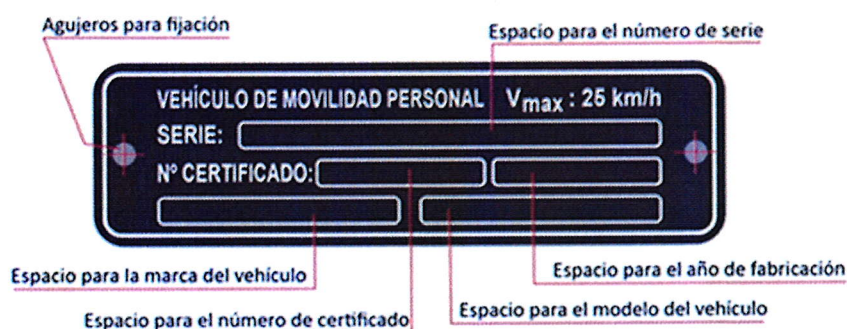 Agujeros para fijación
Espacio para el número de serie
VEHÍCULO DE MOVILIDAD PERSONAL Vmax : 25 km/h
SERIE:
Nº CERTIFICADO:
Espacio para la marca del vehículo
Espacio para el año de fabricación
Espacio para el número de certificado
Espacio para el modelo del vehículo